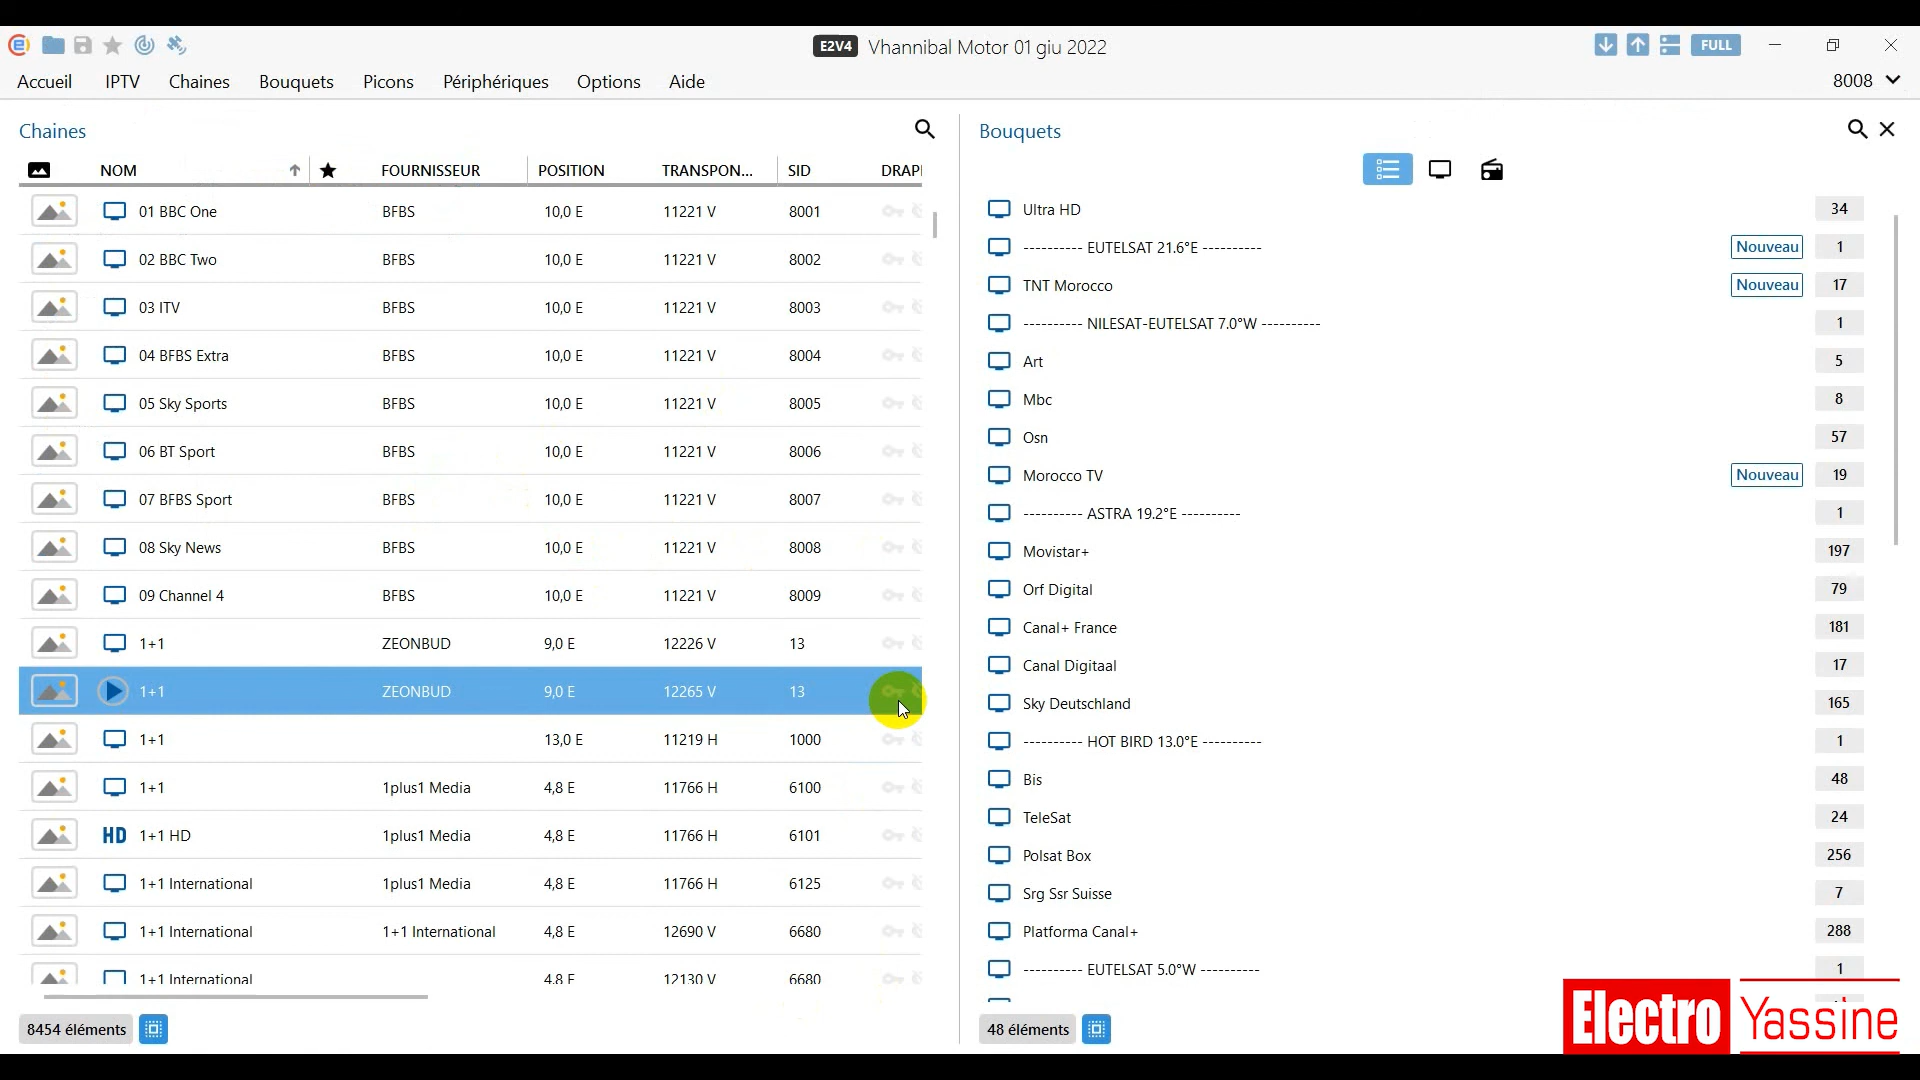 E2V4 Vhannibal Motor 01 giu 2022 FULL
Accueil IPTV Chaines Bouquets Picons Périphériques Options Aide 8008
Chaines
NOM FOURNISSEUR POSITION TRANSPON... SID DRAPI
01 BBC One BFBS 10,0 E 11221 V 8001
02 BBC Two BFBS 10,0 E 11221 V 8002
03 ITV BFBS 10,0 E 11221 V 8003
04 BFBS Extra BFBS 10,0 E 11221 V 8004
05 Sky Sports BFBS 10,0 E 11221 V 8005
06 BT Sport BFBS 10,0 E 11221 V 8006
07 BFBS Sport BFBS 10,0 E 11221 V 8007
08 Sky News BFBS 10,0 E 11221 V 8008
09 Channel 4 BFBS 10,0 E 11221 V 8009
1+1 ZEONBUD 9,0 E 12226 V 13
1+1 ZEONBUD 9,0 E 12265 V 13
1+1 13,0 E 11219 H 1000
1+1 1plus1 Media 4,8 E 11766 H 6100
HD 1+1 HD 1plus1 Media 4,8 E 11766 H 6101
1+1 International 1plus1 Media 4,8 E 11766 H 6125
1+1 International 1+1 International 4,8 E 12690 V 6680
1+1 International 4,8 E 12130 V 6680
8454 éléments
Bouquets
Ultra HD 34
---------- EUTELSAT 21.6°E ---------- Nouveau 1
TNT Morocco Nouveau 17
---------- NILESAT-EUTELSAT 7.0°W ---------- 1
Art 5
Mbc 8
Osn 57
Morocco TV Nouveau 19
---------- ASTRA 19.2°E ---------- 1
Movistar+ 197
Orf Digital 79
Canal+ France 181
Canal Digitaal 17
Sky Deutschland 165
---------- HOT BIRD 13.0°E ---------- 1
Bis 48
TeleSat 24
Polsat Box 256
Srg Ssr Suisse 7
Platforma Canal+ 288
---------- EUTELSAT 5.0°W ---------- 1
48 éléments
Electro Yassine